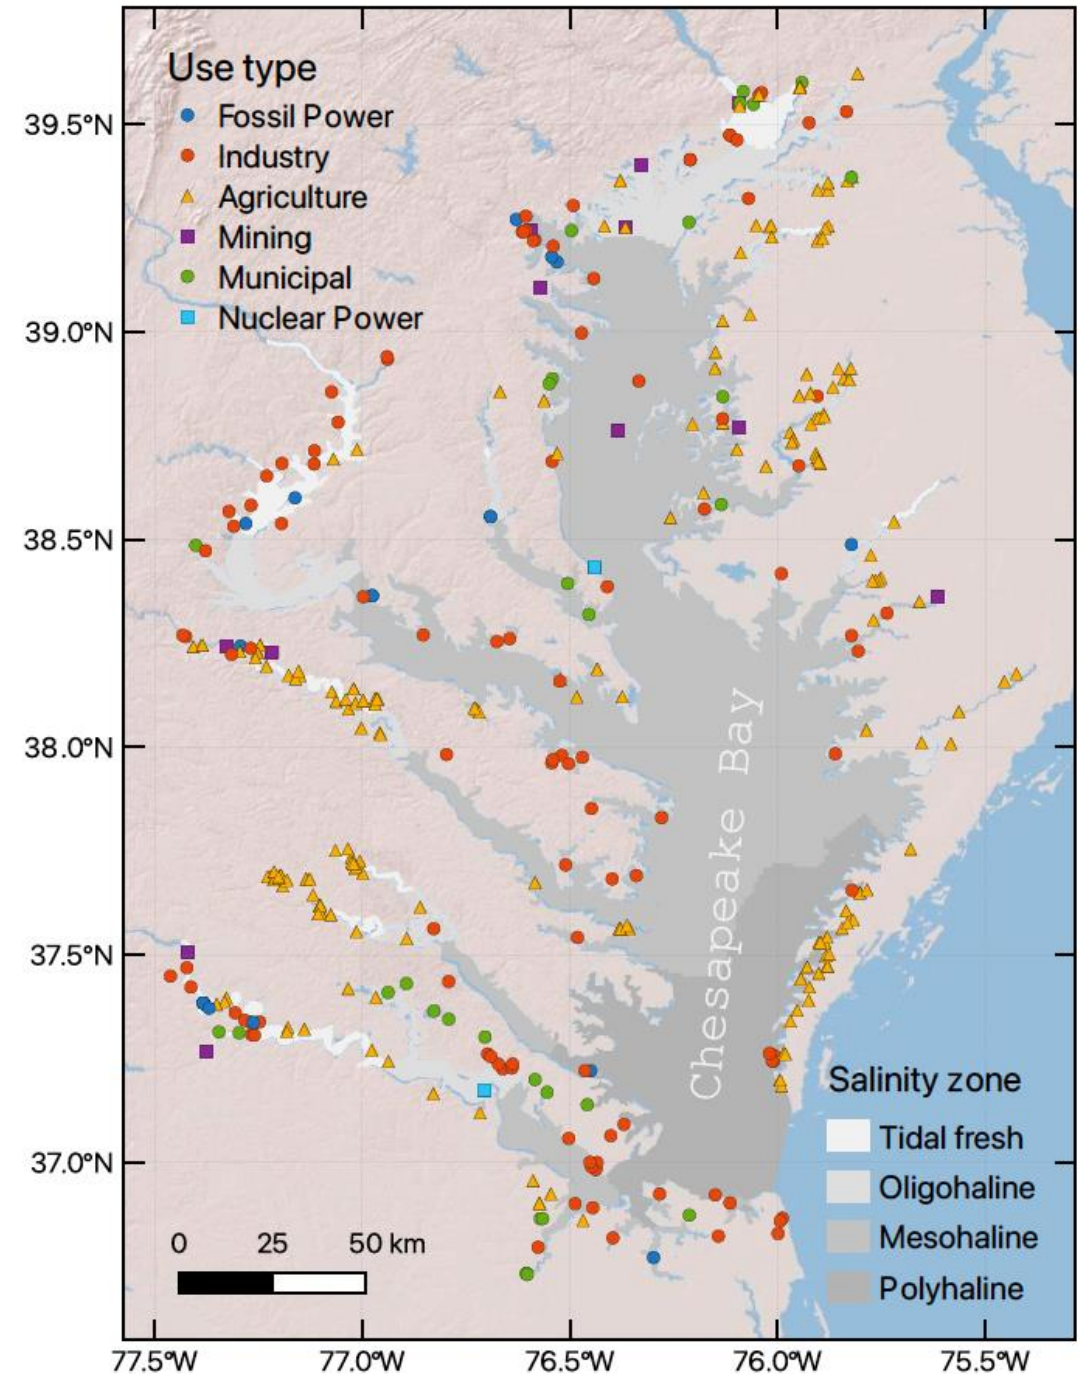 Use type
Fossil Power
Industry
Agriculture
Mining
Municipal
Nuclear Power
39.5°N
39.0°N
38.5°N
38.0°N
37.5°N
37.0°N
Chesapeake Bay
Salinity zone
Tidal fresh
Oligohaline
Mesohaline
Polyhaline
0 25 50 km
77.5°W 77.0°W 76.5°W 76.0°W 75.5°W